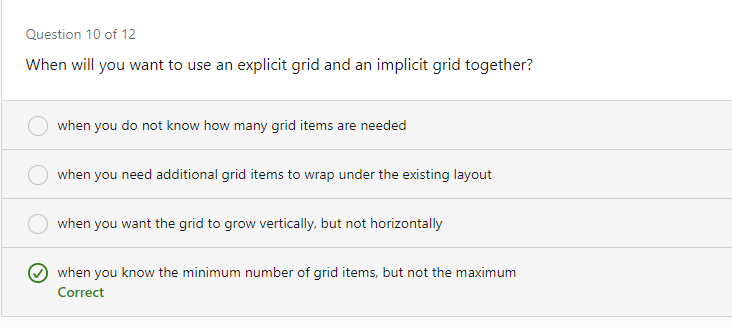 Question 10 of 12
When will you want to use an explicit grid and an implicit grid together?
when you do not know how many grid items are needed
when you need additional grid items to wrap under the existing layout
when you want the grid to grow vertically, but not horizontally
when you know the minimum number of grid items, but not the maximum
Correct